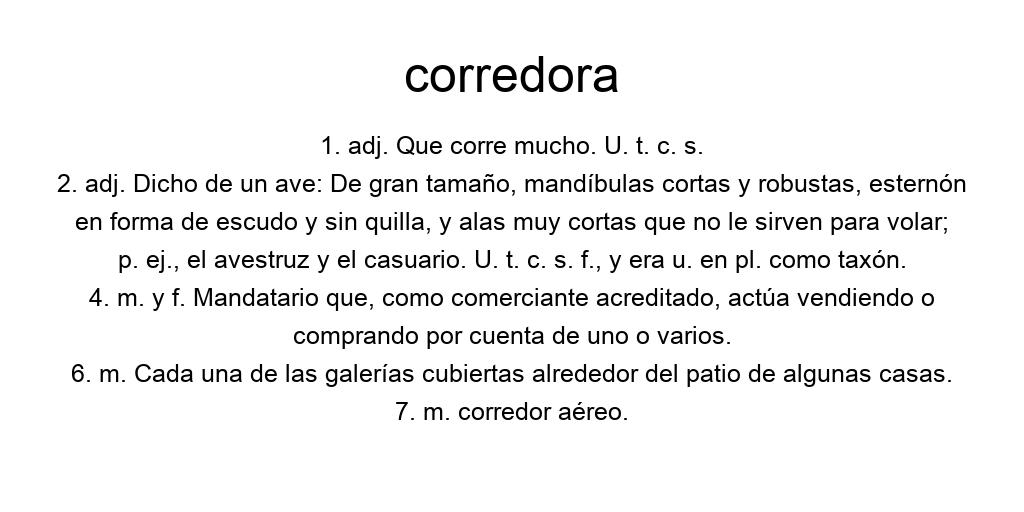 corredora
1. adj. Que corre mucho. U. t. c. s.
2. adj. Dicho de un ave: De gran tamaño, mandíbulas cortas y robustas, esternón
en forma de escudo y sin quilla, y alas muy cortas que no le sirven para volar;
p. ej., el avestruz y el casuario. U. t. c. s. f., y era u. en pl. como taxón.
4. m. y f. Mandatario que, como comerciante acreditado, actúa vendiendo o
comprando por cuenta de uno o varios.
6. m. Cada una de las galerías cubiertas alrededor del patio de algunas casas.
7. m. corredor aéreo.